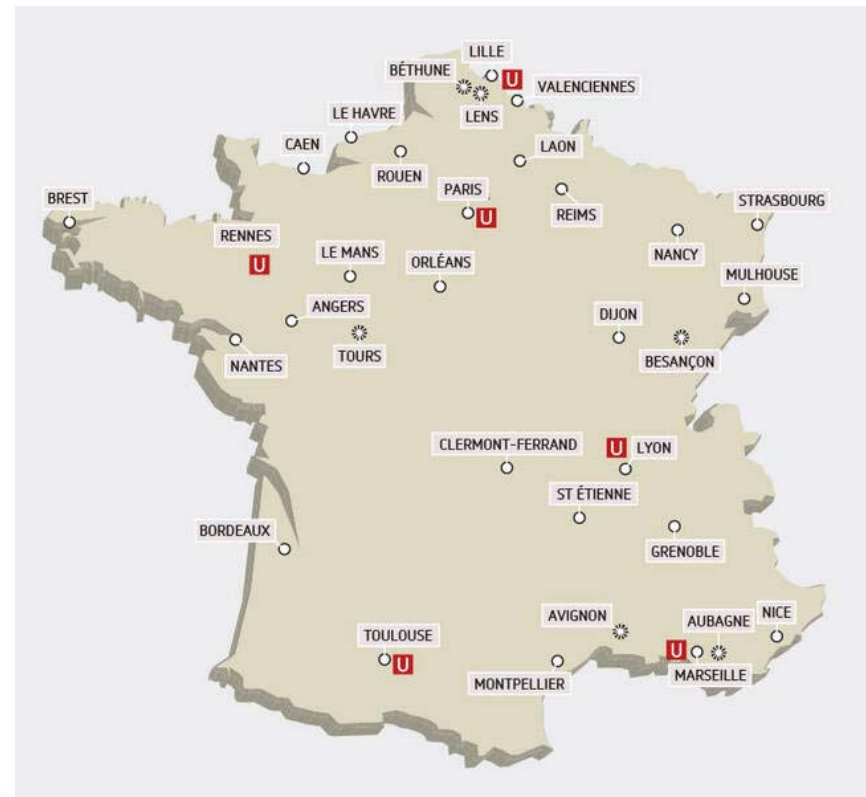 LILLE
BÉTHUNE
U
VALENCIENNES
LENS
LE HAVRE
CAEN
LAON
ROUEN
PARIS
U
REIMS
BREST
STRASBOURG
RENNES
U
NANCY
LE MANS
ORLÉANS
MULHOUSE
ANGERS
DIJON
TOURS
BESANÇON
NANTES
CLERMONT-FERRAND
U
LYON
ST ÉTIENNE
BORDEAUX
GRENOBLE
AVIGNON
NICE
AUBAGNE
TOULOUSE
U
U
MARSEILLE
MONTPELLIER